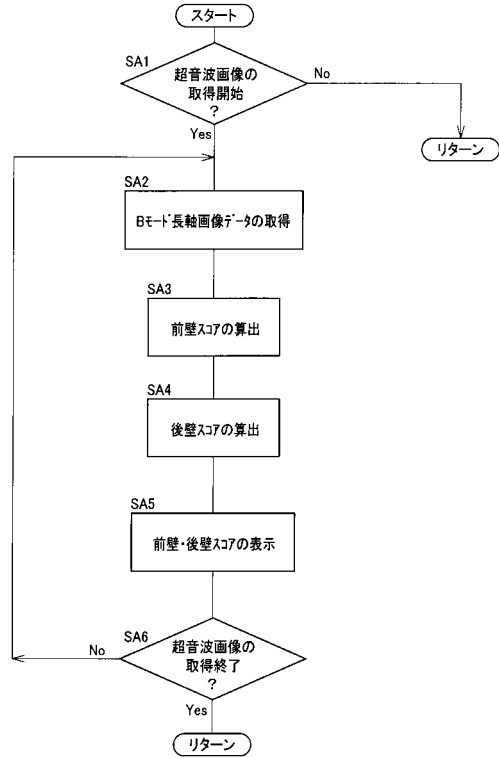 スタート
SA1
超音波画像の
取得開始
?
No
Yes
リターン
SA2
Bモード長軸画像データの取得
SA3
前壁スコアの算出
SA4
後壁スコアの算出
SA5
前壁・後壁スコアの表示
SA6
超音波画像の
取得終了
?
No
Yes
リターン